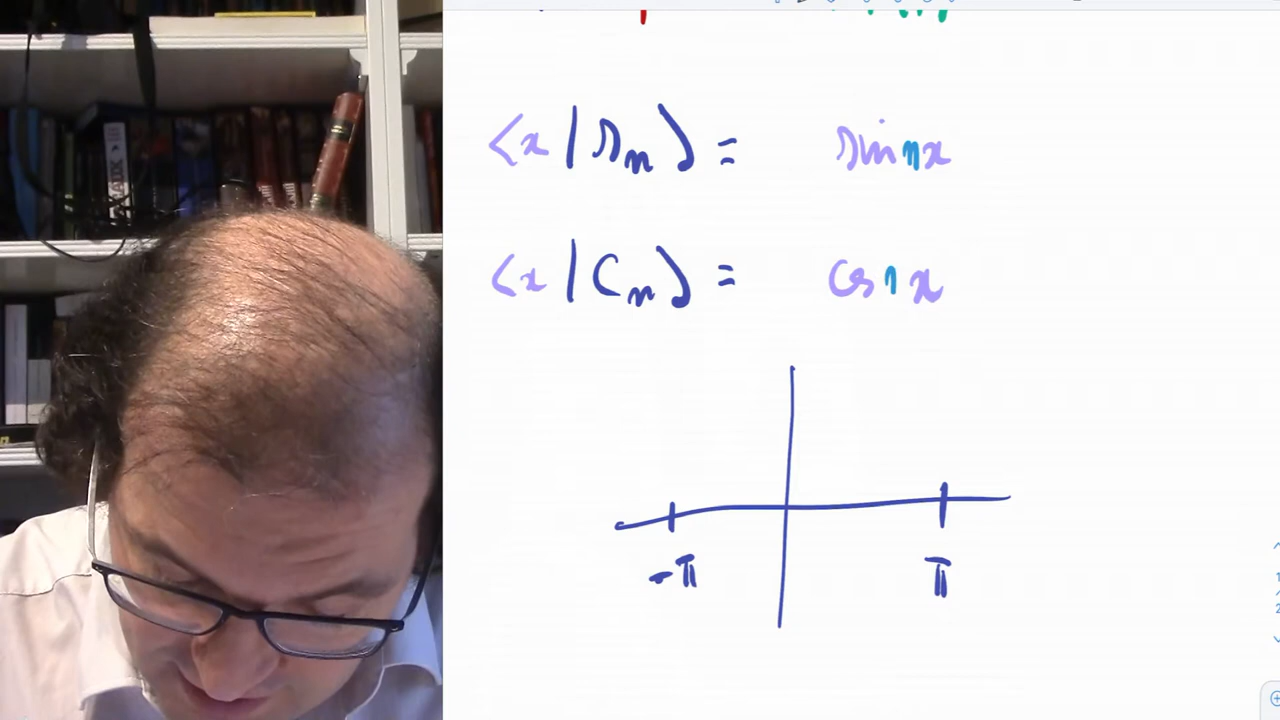 ⟨x|s_n⟩ = sin nx
⟨x|C_n⟩ = cos nx
-π π